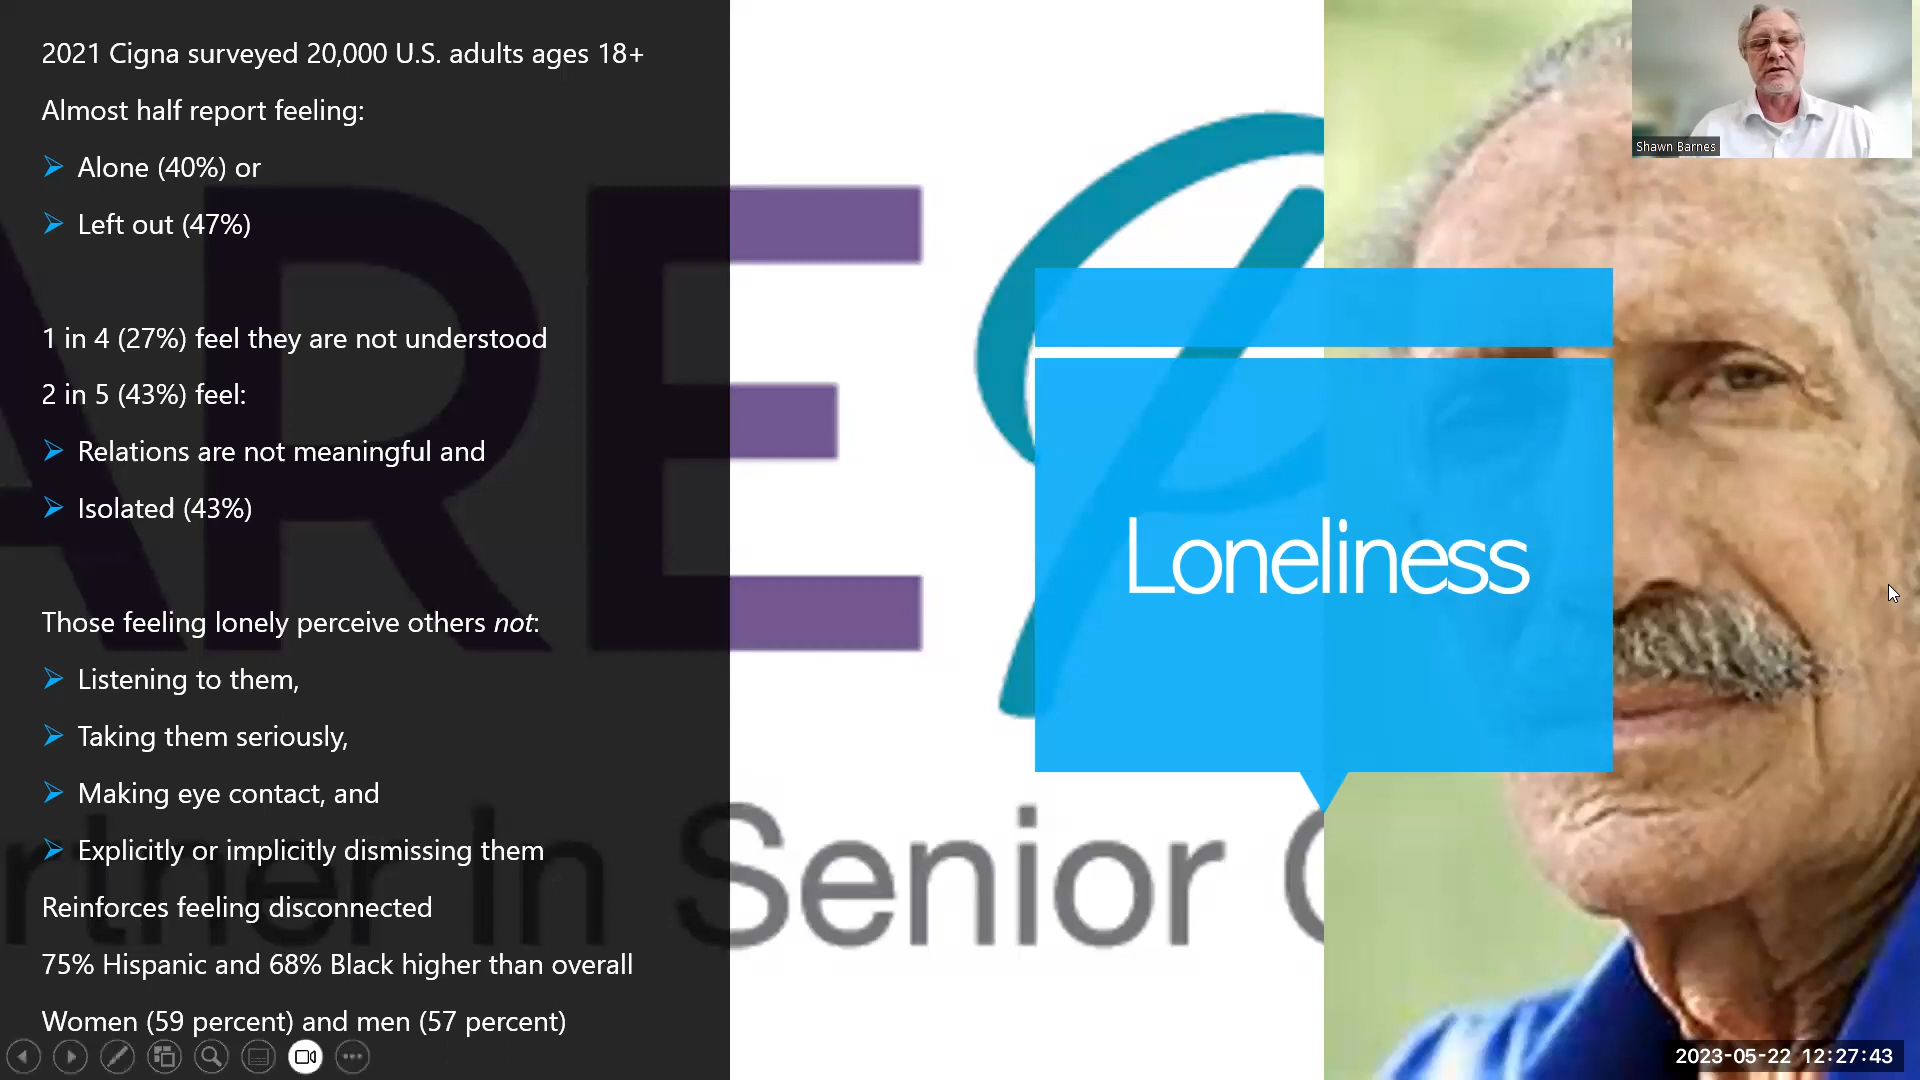 2021 Cigna surveyed 20,000 U.S. adults ages 18+
Almost half report feeling:
Alone (40%) or
Left out (47%)
1 in 4 (27%) feel they are not understood
2 in 5 (43%) feel:
Relations are not meaningful and
Isolated (43%)
Those feeling lonely perceive others not:
Listening to them,
Taking them seriously,
Making eye contact, and
Explicitly or implicitly dismissing them
Reinforces feeling disconnected
75% Hispanic and 68% Black higher than overall
Women (59 percent) and men (57 percent)
ARE
rtner in Senior C
Loneliness
Shawn Barnes
2023-05-22 12:27:43